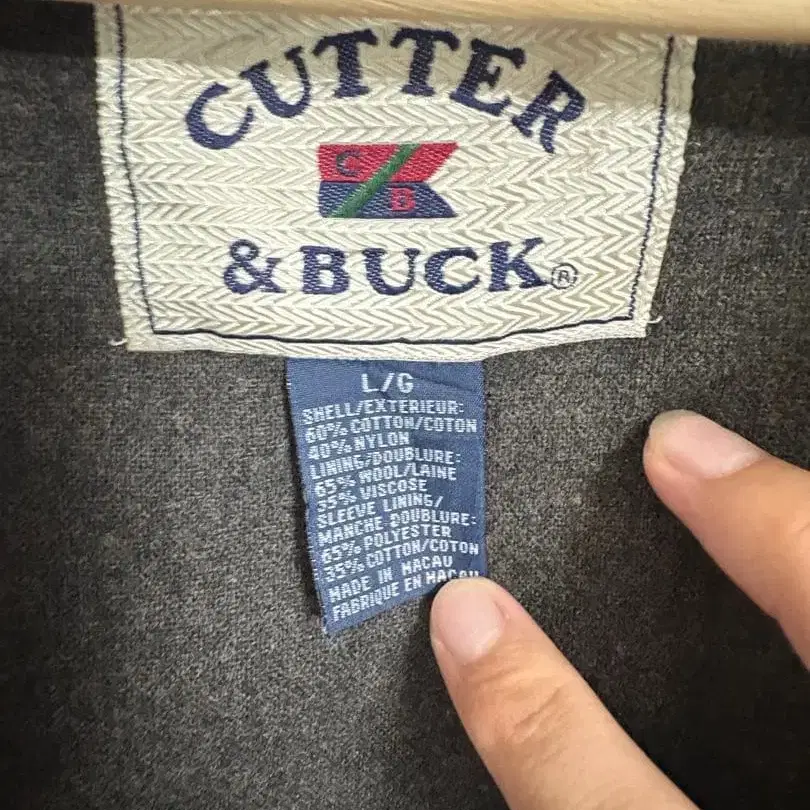 CUTTER
C
B
& BUCK®
L/G
SHELL/EXTERIEUR:
60% COTTON/COTON
40% NYLON
LINING/DOUBLURE:
65% WOOL/LAINE
35% VISCOSE
SLEEVE LINING/
MANCHE DOUBLURE:
65% POLYESTER
35% COTTON/COTON
MADE IN MACAU
FABRIQUE EN MACAU